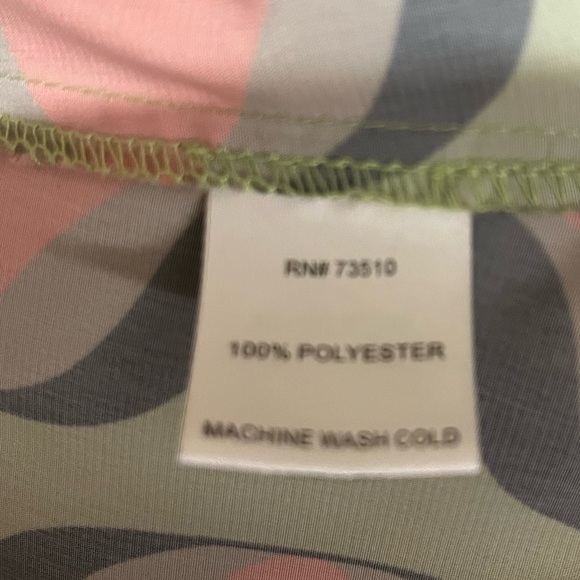 RN# 73510
100% POLYESTER
MACHINE WASH COLD